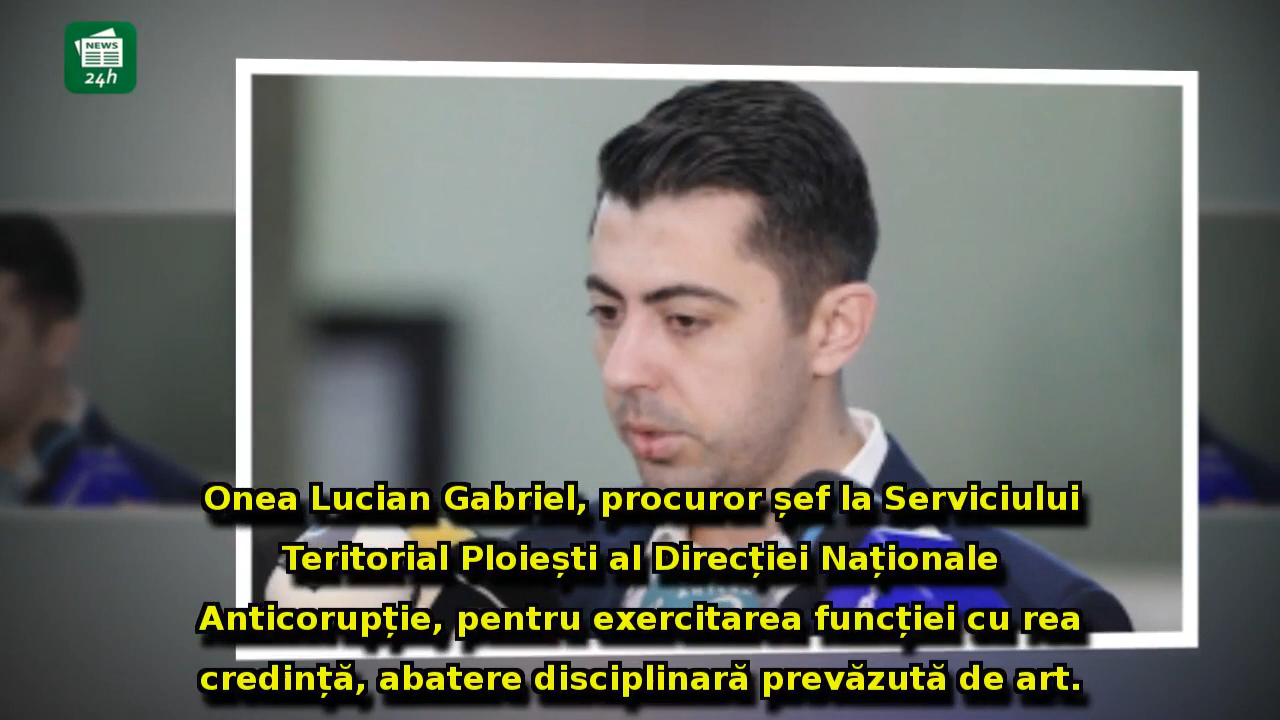 NEWS
24h
Onea Lucian Gabriel, procuror șef la Serviciului
Teritorial Ploiești al Direcției Naționale
Anticorupție, pentru exercitarea funcției cu rea
credință, abatere disciplinară prevăzută de art.